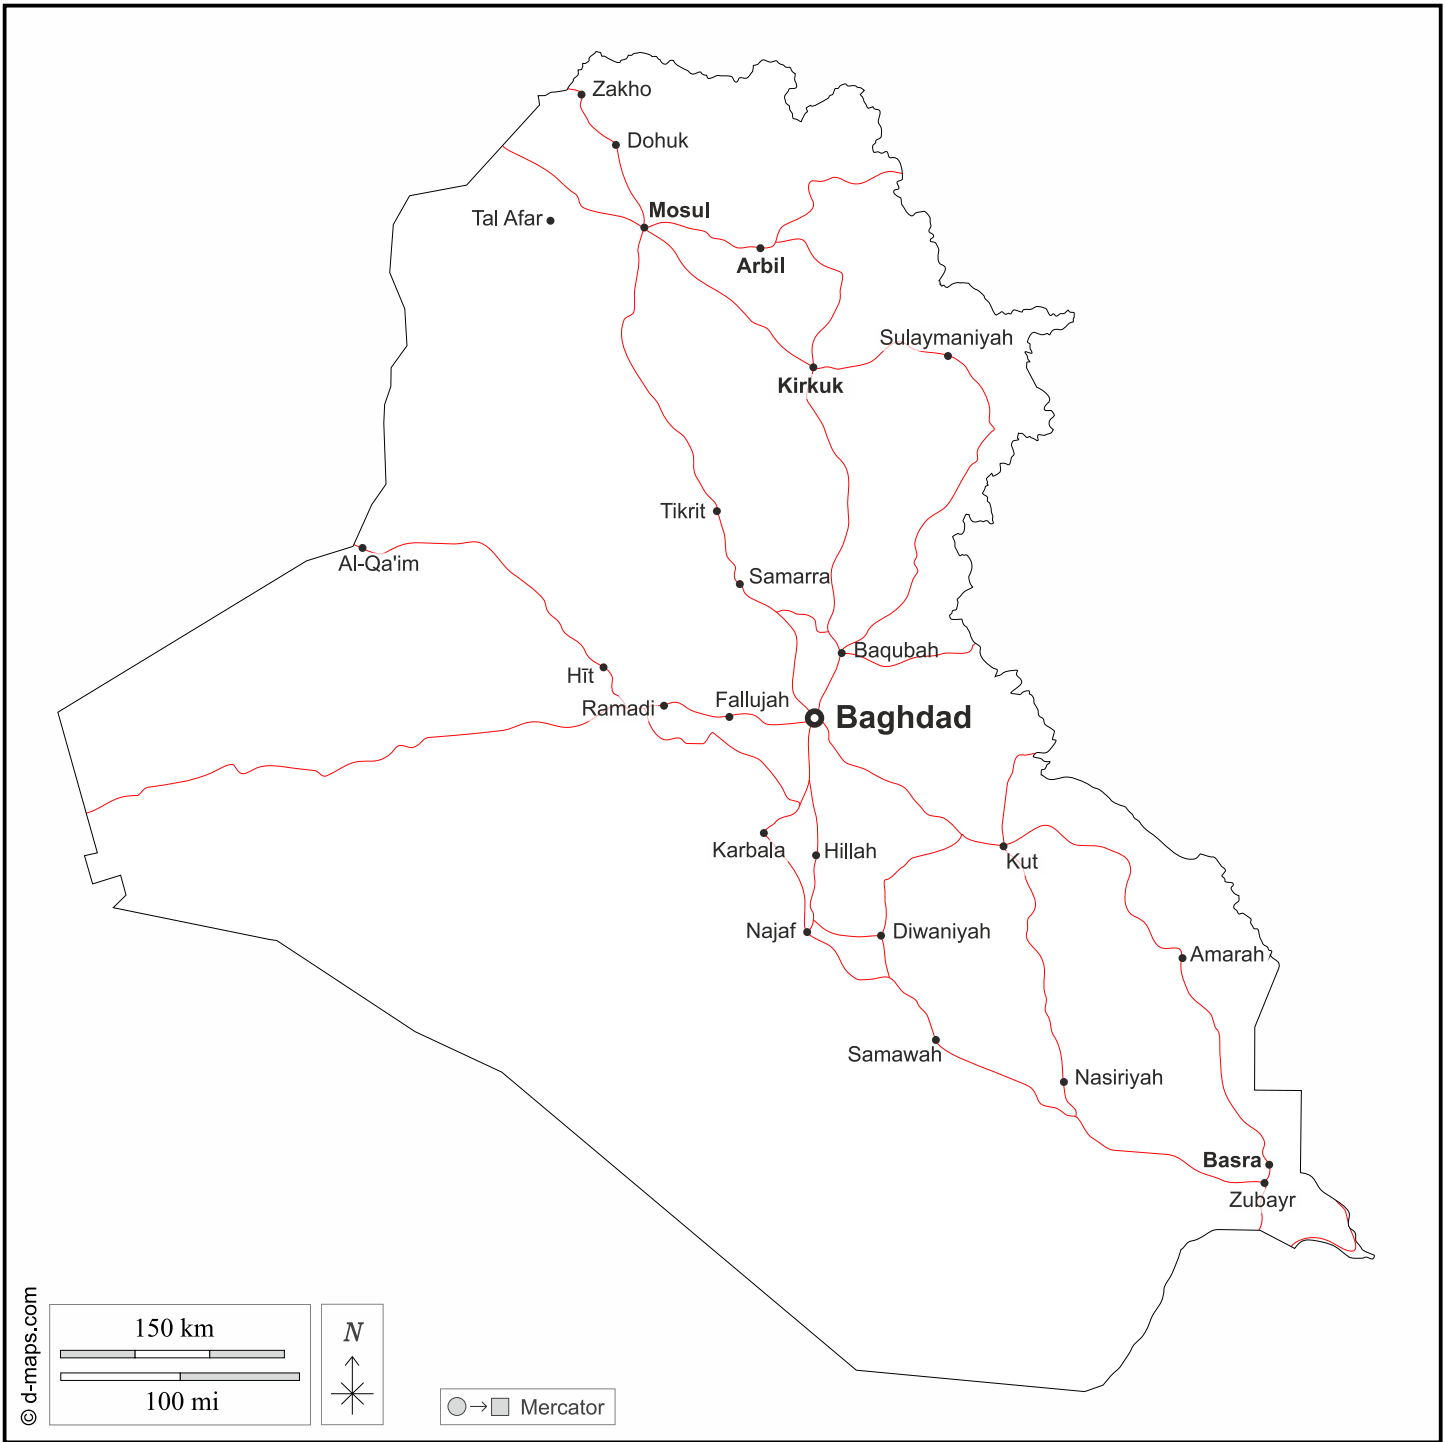 Zakho
Dohuk
Tal Afar
Mosul
Arbil
Sulaymaniyah
Kirkuk
Tikrit
Al-Qa'im
Samarra
Baqubah
Hīt
Ramadi
Fallujah
Baghdad
Karbala
Hillah
Kut
Najaf
Diwaniyah
Amarah
Samawah
Nasiriyah
Basra
Zubayr
© d-maps.com
150 km
100 mi
N
Mercator